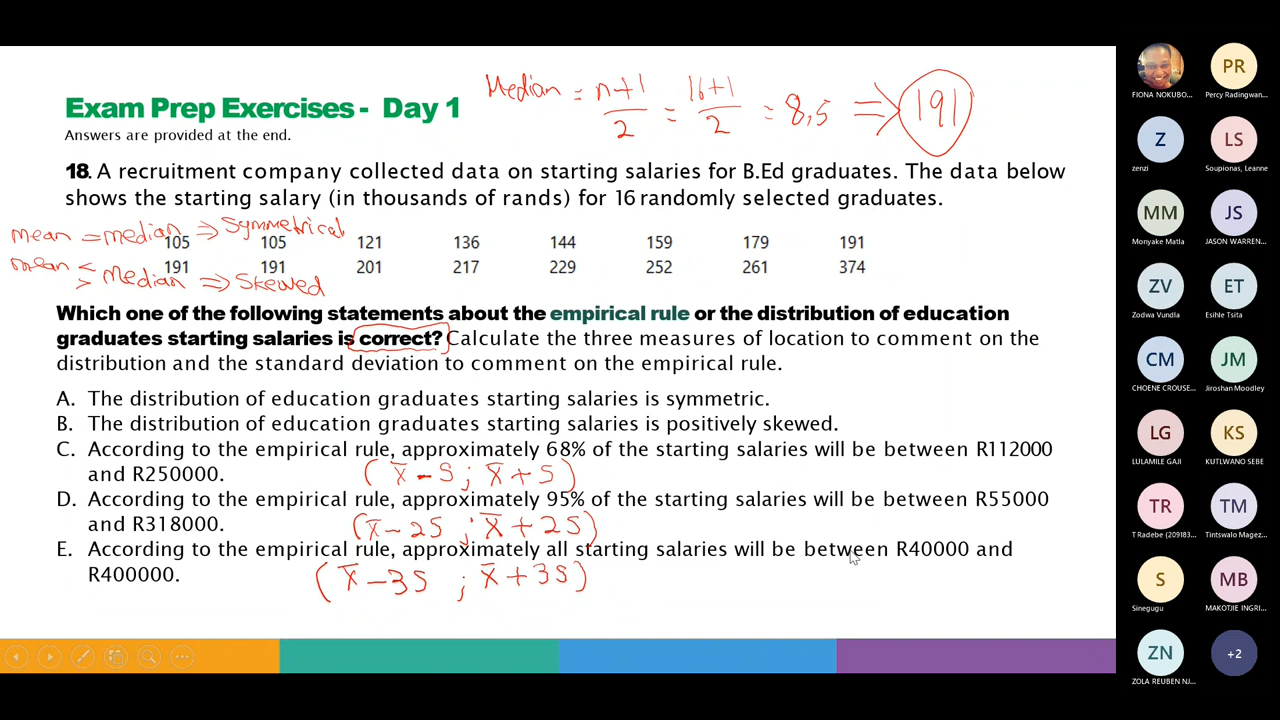 Median = n+1/2 = 16+1/2 = 8,5 ⇒ 191
Exam Prep Exercises - Day 1
Answers are provided at the end.
18. A recruitment company collected data on starting salaries for B.Ed graduates. The data below
shows the starting salary (in thousands of rands) for 16 randomly selected graduates.
mean = median ⇒ Symmetrical
105 105 121 136 144 159 179 191
mean < > Median ⇒ Skewed
191 191 201 217 229 252 261 374
Which one of the following statements about the empirical rule or the distribution of education
graduates starting salaries is correct? Calculate the three measures of location to comment on the
distribution and the standard deviation to comment on the empirical rule.
A. The distribution of education graduates starting salaries is symmetric.
B. The distribution of education graduates starting salaries is positively skewed.
C. According to the empirical rule, approximately 68% of the starting salaries will be between R112000
and R250000. (x̄ - S ; x̄ + S)
D. According to the empirical rule, approximately 95% of the starting salaries will be between R55000
and R318000. (x̄ - 2S ; x̄ + 2S)
E. According to the empirical rule, approximately all starting salaries will be between R40000 and
R400000. (x̄ - 3S ; x̄ + 3S)
FIONA NOKUBO...
PR
Percy Radingwan...
Z
zenzi
LS
Soupionas, Leanne
MM
Monyake Matla
JS
JASON WARREN...
ZV
Zodwa Vundla
ET
Esihle Tsita
CM
CHOENE CROUSE...
JM
Jiroshan Moodley
LG
LULAMILE GAJI
KS
KUTLWANO SEBE
TR
T Radebe (209183...
TM
Tintswalo Magez...
S
Sinegugu
MB
MAKOTJIE INGRI...
ZN
ZOLA REUBEN NJ...
+2